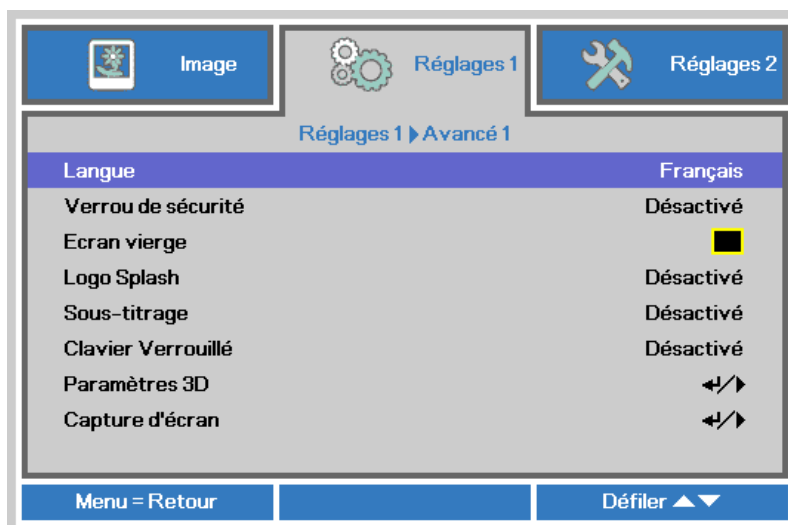 Image
Réglages 1
Réglages 2
Réglages 1 Avancé 1
Langue Français
Verrou de sécurité Désactivé
Ecran vierge
Logo Splash Désactivé
Sous-titrage Désactivé
Clavier Verrouillé Désactivé
Paramètres 3D
Capture d'écran
Menu = Retour
Défiler